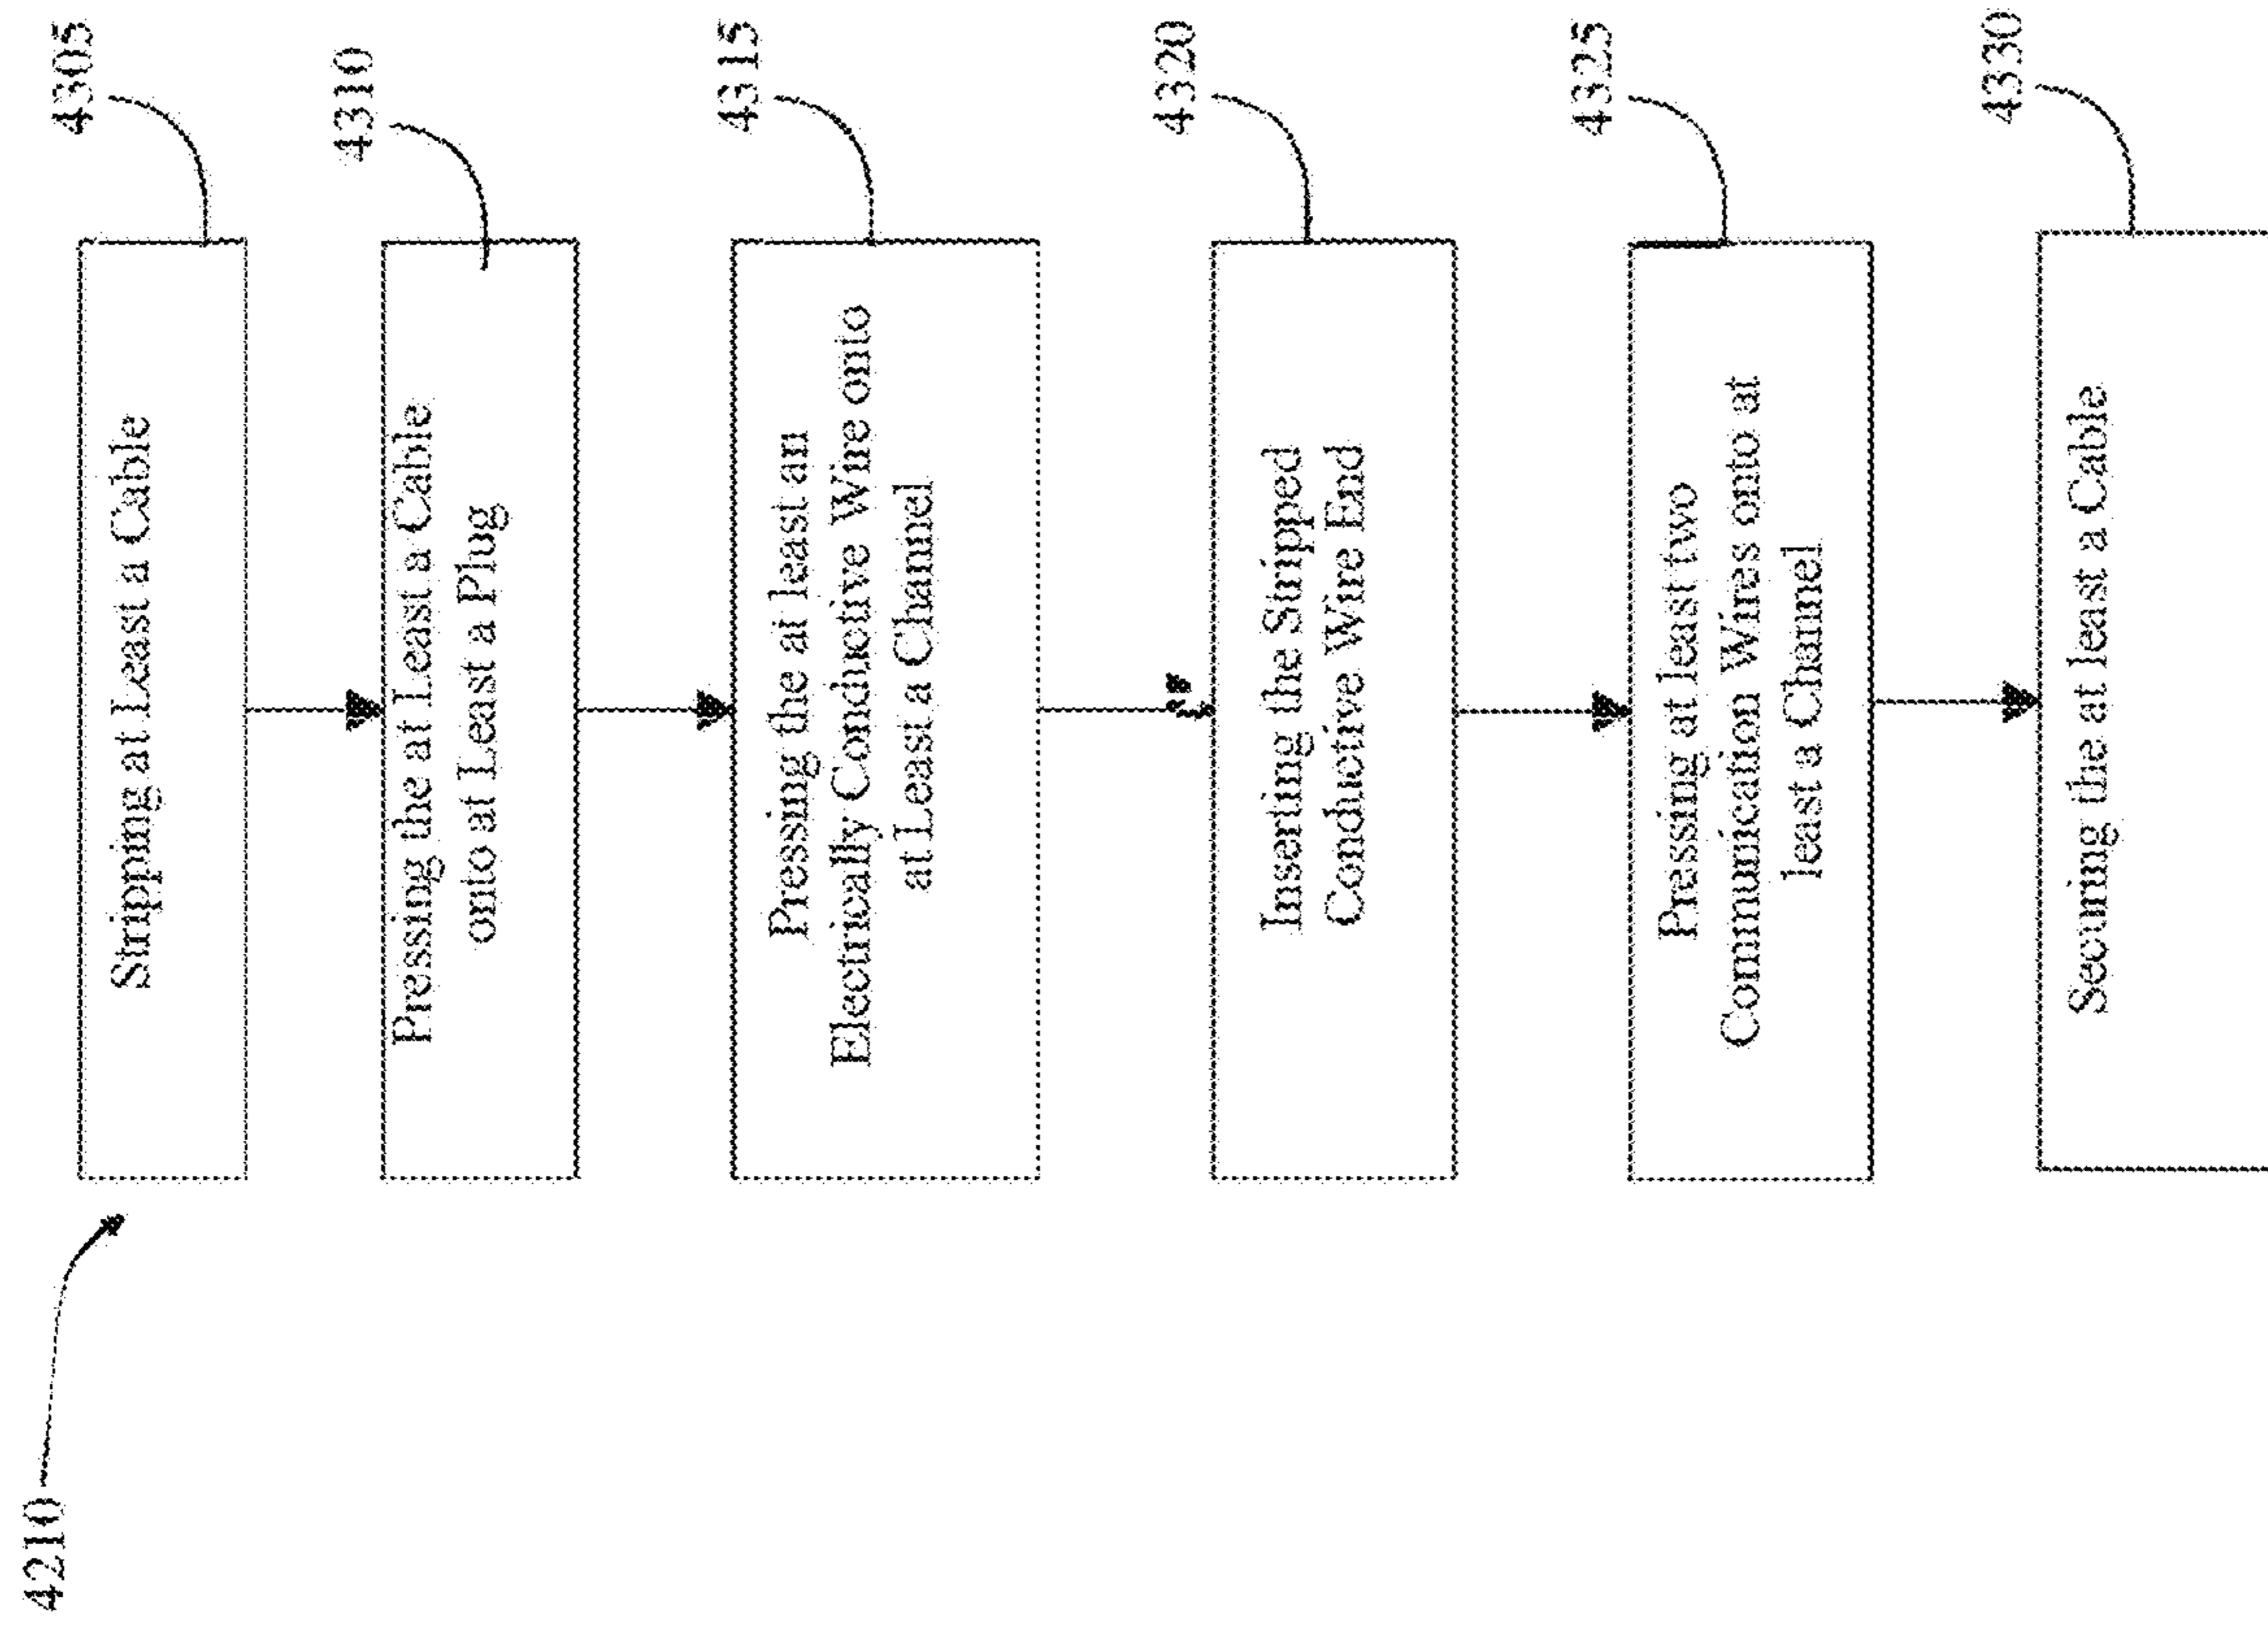 4210
4305
Stripping at Least a Cable
4310
Pressing the at Least a Cable
onto at Least a Plug
4315
Pressing the at least an
Electrically Conductive Wire onto
at Least a Channel
4320
Inserting the Stripped
Conductive Wire End
4325
Pressing at least two
Communication Wires onto at
least a Channel
4330
Securing the at least a Cable